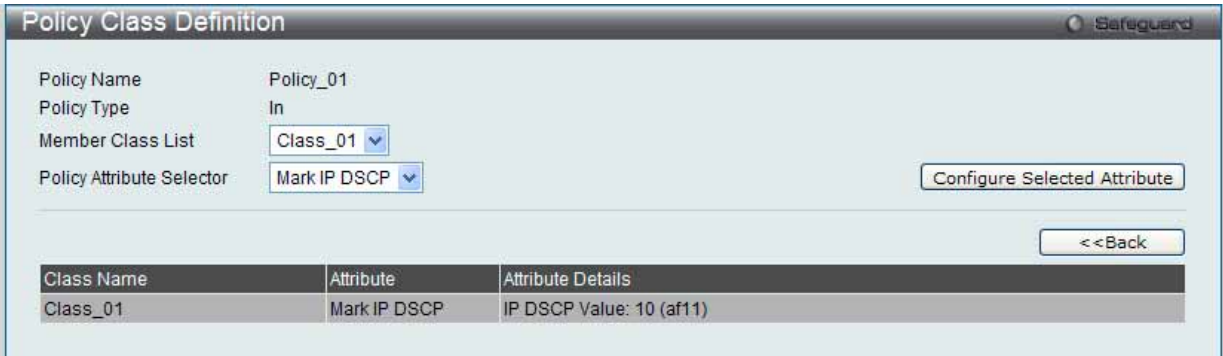 Policy Class Definition
Safeguard
Policy Name Policy_01
Policy Type In
Member Class List Class_01
Policy Attribute Selector Mark IP DSCP Configure Selected Attribute
<<Back
Class Name Attribute Attribute Details
Class_01 Mark IP DSCP IP DSCP Value: 10 (af11)